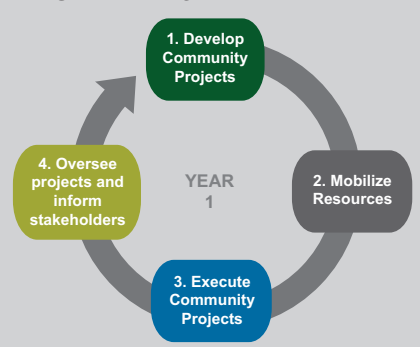 1. Develop
Community
Projects
2. Mobilize
Resources
3. Execute
Community
Projects
4. Oversee
projects and
inform
stakeholders
YEAR
1